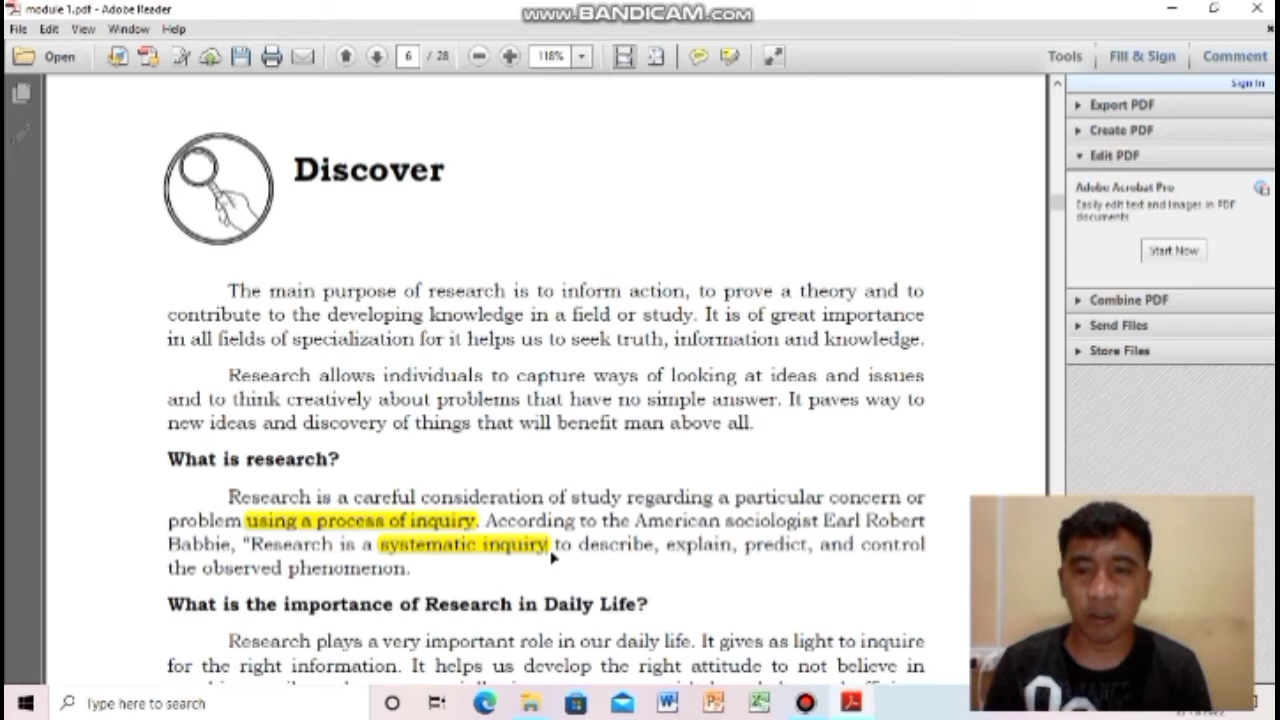 module 1.pdf - Adobe Reader
www.BANDICAM.com
File Edit View Window Help
Open 6 / 28 118% Tools Fill & Sign Comment
Sign In
Export PDF
Create PDF
Edit PDF
Adobe Acrobat Pro
Easily edit text and images in PDF
documents
Start Now
Combine PDF
Send Files
Store Files
Discover
The main purpose of research is to inform action, to prove a theory and to
contribute to the developing knowledge in a field or study. It is of great importance
in all fields of specialization for it helps us to seek truth, information and knowledge.
Research allows individuals to capture ways of looking at ideas and issues
and to think creatively about problems that have no simple answer. It paves way to
new ideas and discovery of things that will benefit man above all.
What is research?
Research is a careful consideration of study regarding a particular concern or
problem using a process of inquiry. According to the American sociologist Earl Robert
Babbie, "Research is a systematic inquiry to describe, explain, predict, and control
the observed phenomenon.
What is the importance of Research in Daily Life?
Research plays a very important role in our daily life. It gives as light to inquire
for the right information. It helps us develop the right attitude to not believe in
Type here to search